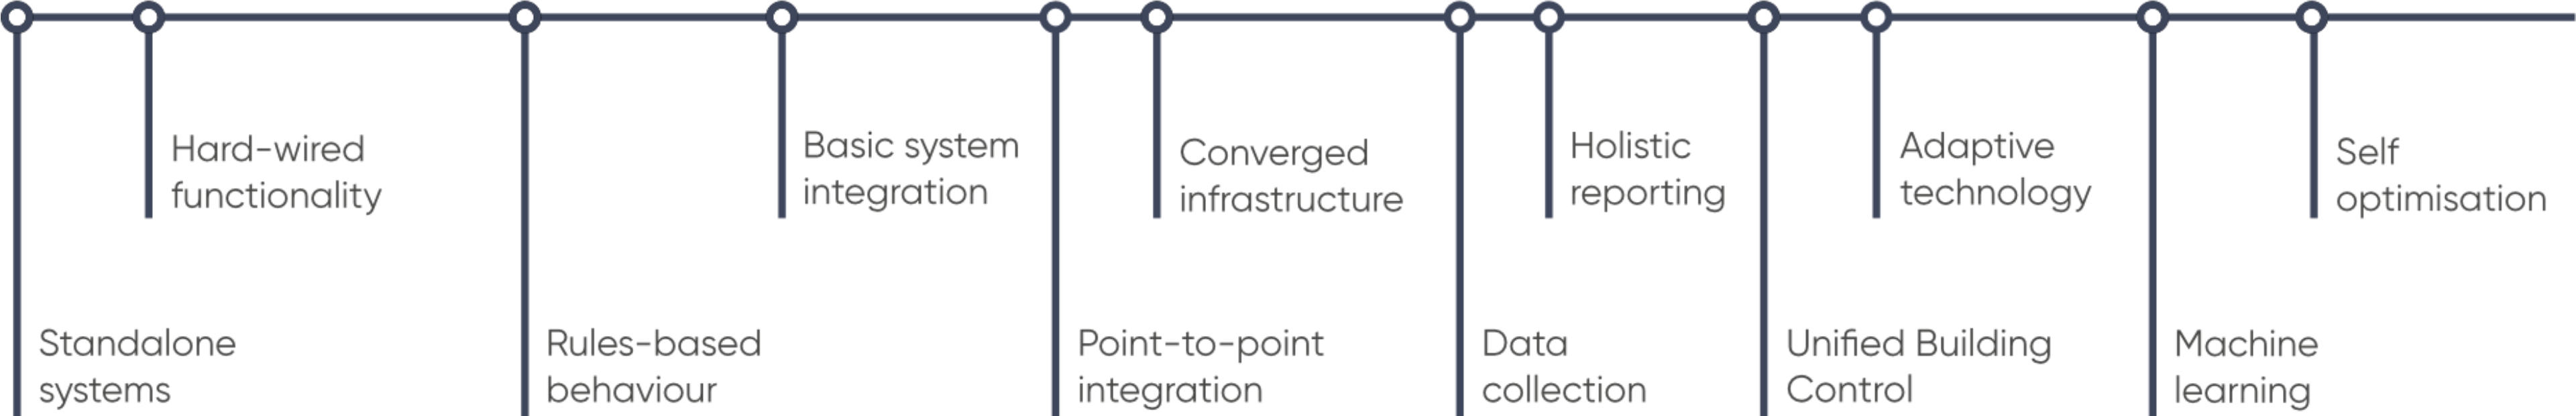 Standalone
systems
Hard-wired
functionality
Rules-based
behaviour
Basic system
integration
Point-to-point
integration
Converged
infrastructure
Data
collection
Holistic
reporting
Unified Building
Control
Adaptive
technology
Machine
learning
Self
optimisation